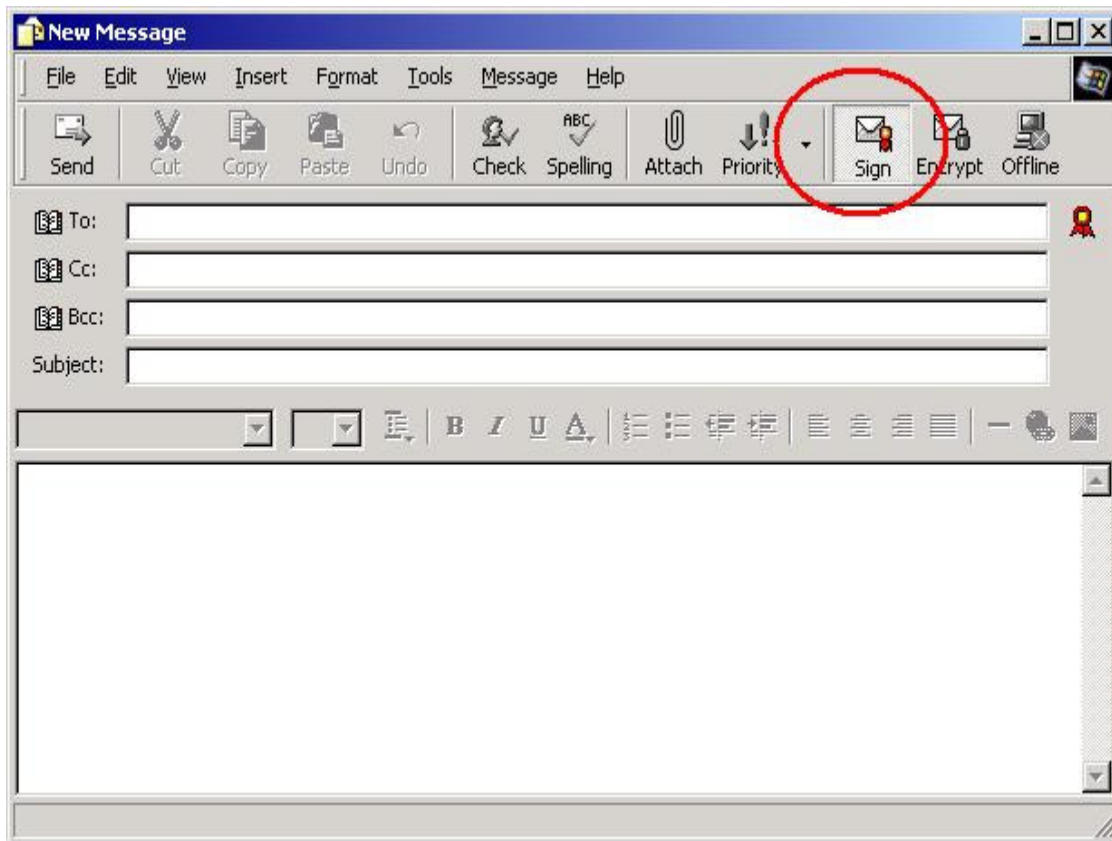 New Message
File Edit View Insert Format Tools Message Help
ABC
Send Cut Copy Paste Undo Check Spelling Attach Priority Sign Encrypt Offline
To:
Cc:
Bcc:
Subject:
B I U A